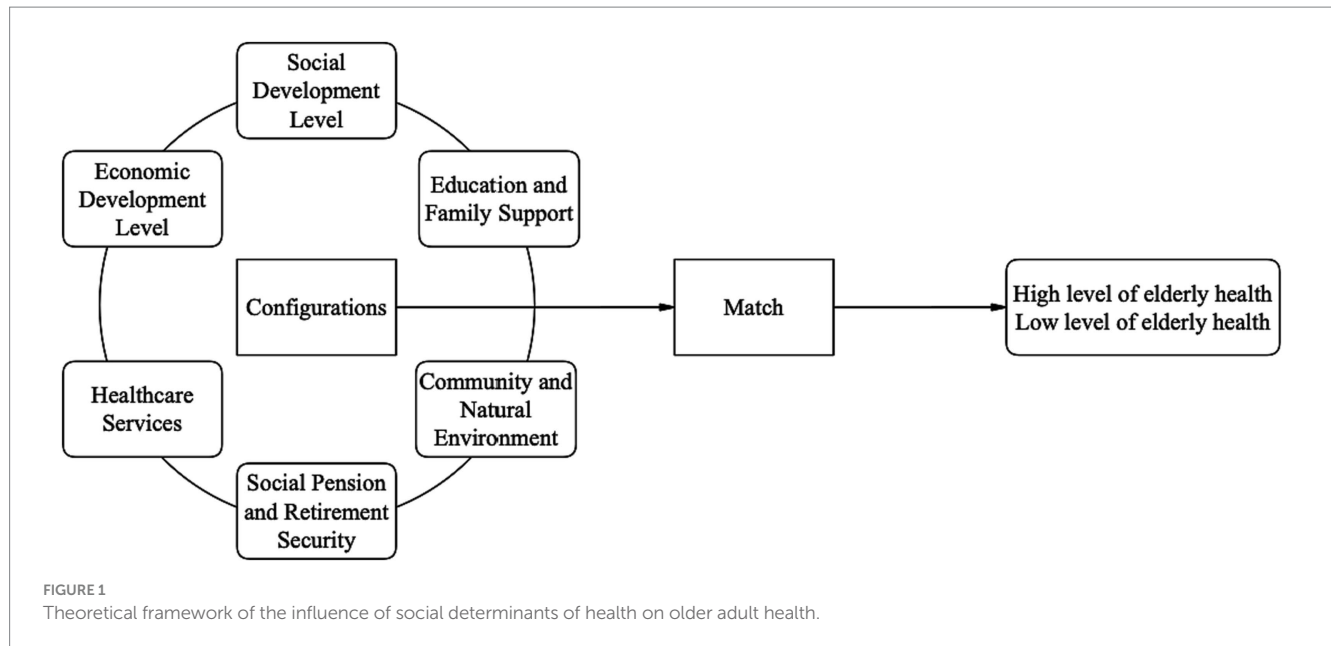 Social
Development
Level
Economic
Development
Level
Education and
Family Support
Configurations
Match
High level of elderly health
Low level of elderly health
Healthcare
Services
Community and
Natural
Environment
Social Pension
and Retirement
Security
FIGURE 1
Theoretical framework of the influence of social determinants of health on older adult health.